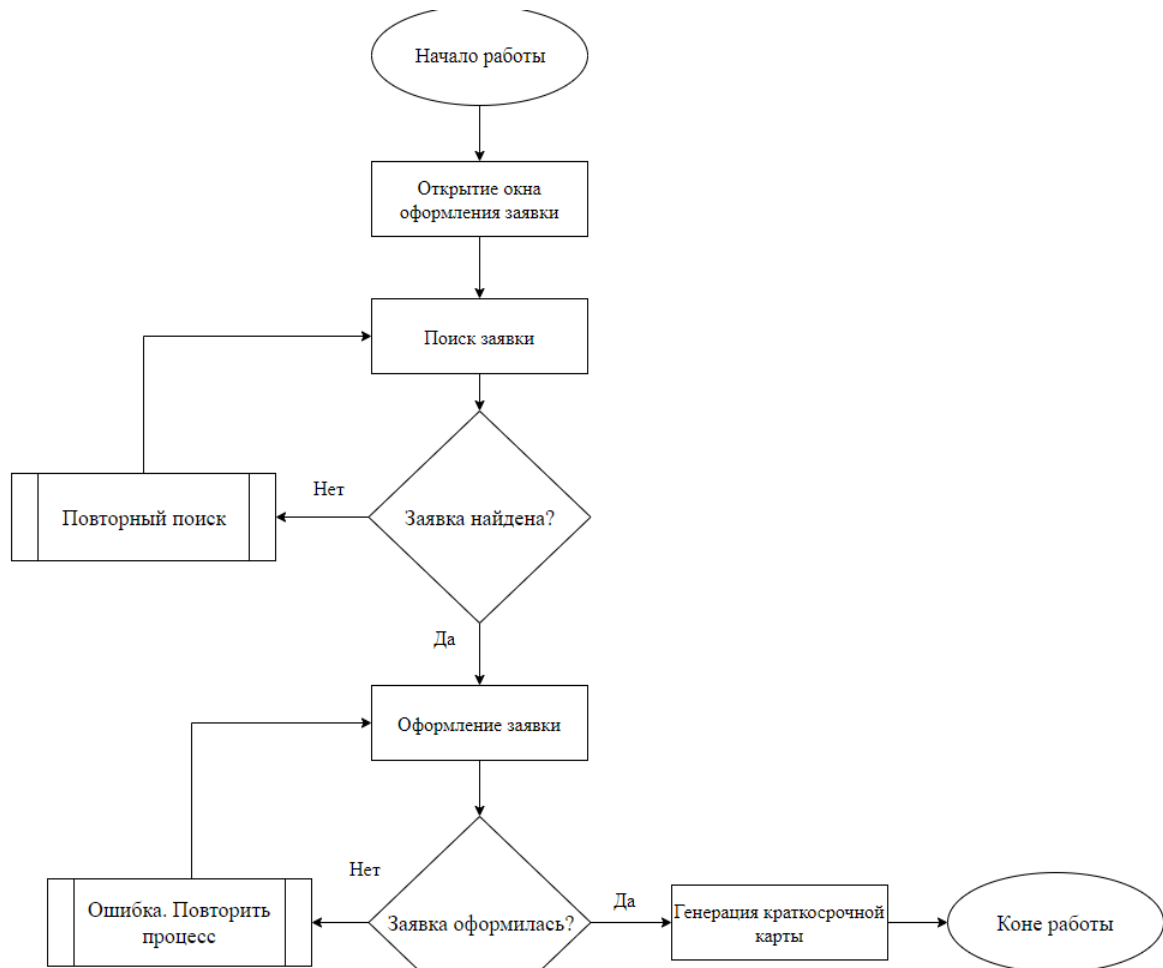 Начало работы
Открытие окна
оформления заявки
Поиск заявки
Нет
Повторный поиск
Заявка найдена?
Да
Оформление заявки
Нет
Ошибка. Повторить
процесс
Заявка оформилась?
Да
Генерация краткосрочной
карты
Коне работы